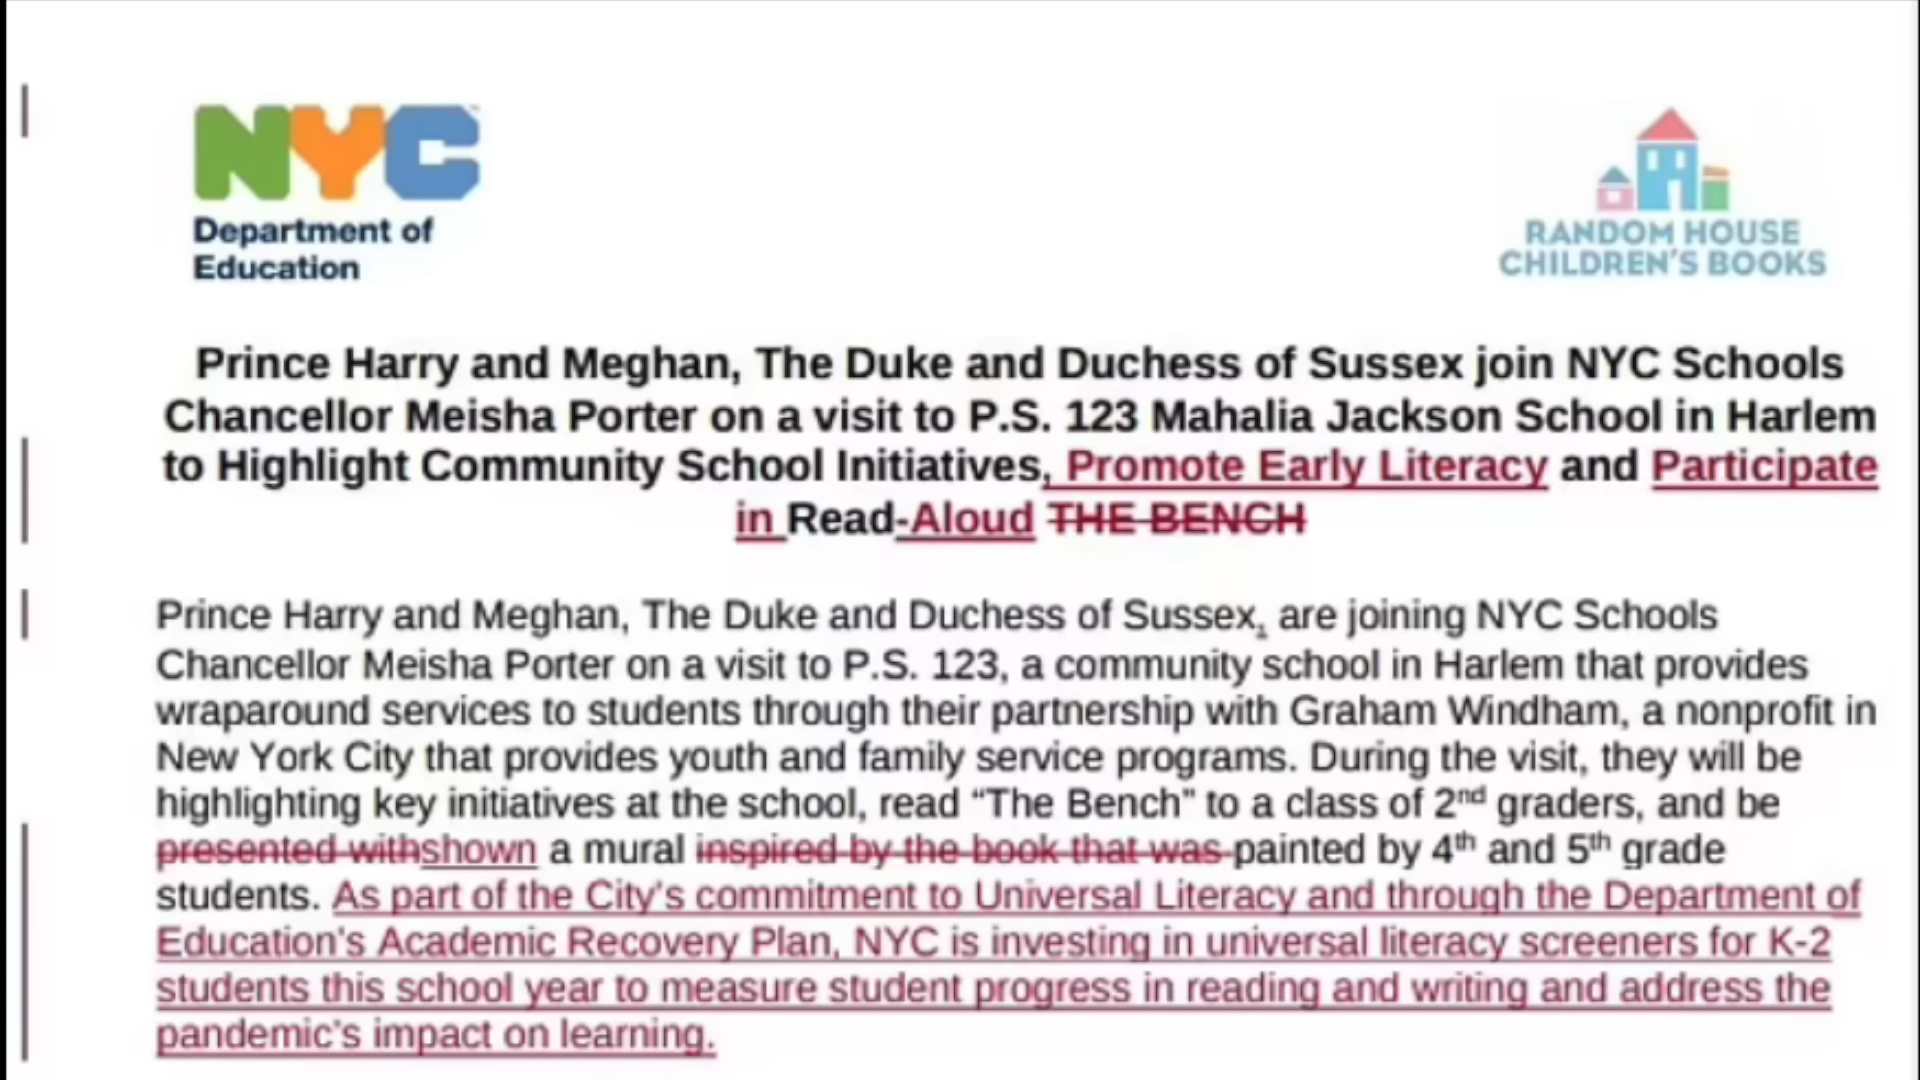 NYC
Department of
Education
RANDOM HOUSE
CHILDREN'S BOOKS
Prince Harry and Meghan, The Duke and Duchess of Sussex join NYC Schools
Chancellor Meisha Porter on a visit to P.S. 123 Mahalia Jackson School in Harlem
to Highlight Community School Initiatives, Promote Early Literacy and Participate
in Read-Aloud THE BENCH
Prince Harry and Meghan, The Duke and Duchess of Sussex, are joining NYC Schools
Chancellor Meisha Porter on a visit to P.S. 123, a community school in Harlem that provides
wraparound services to students through their partnership with Graham Windham, a nonprofit in
New York City that provides youth and family service programs. During the visit, they will be
highlighting key initiatives at the school, read “The Bench” to a class of 2nd graders, and be
presented withshown a mural inspired by the book that was painted by 4th and 5th grade
students. As part of the City's commitment to Universal Literacy and through the Department of
Education's Academic Recovery Plan, NYC is investing in universal literacy screeners for K-2
students this school year to measure student progress in reading and writing and address the
pandemic's impact on learning.